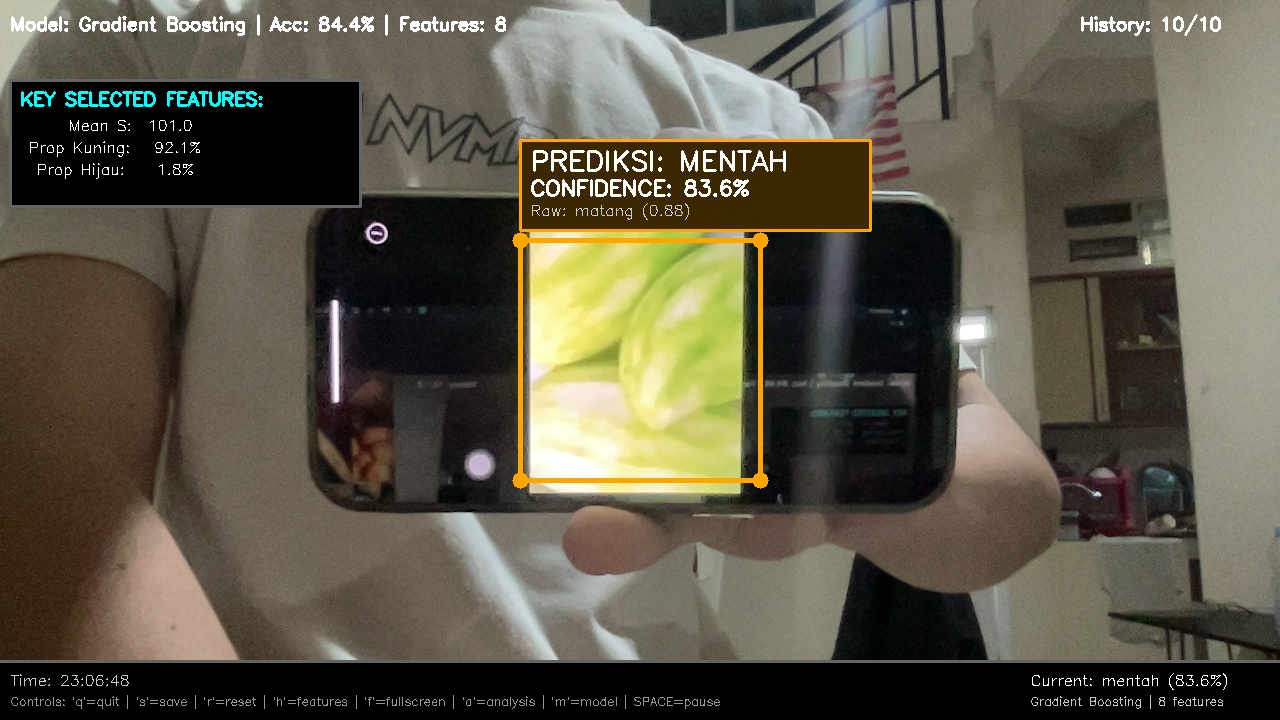 Model: Gradient Boosting | Acc: 84.4% | Features: 8
History: 10/10
KEY SELECTED FEATURES:
Mean S: 101.0
Prop Kuning: 92.1%
Prop Hijau: 1.8%
NVM
PREDIKSI: MENTAH
CONFIDENCE: 83.6%
Raw: matang (0.88)
Time: 23:06:48
Current: mentah (83.6%)
Controls: 'q'=quit | 's'=save | 'r'=reset | 'h'=features | 'f'=fullscreen | 'a'=analysis | 'm'=model | SPACE=pause
Gradient Boosting | 8 features